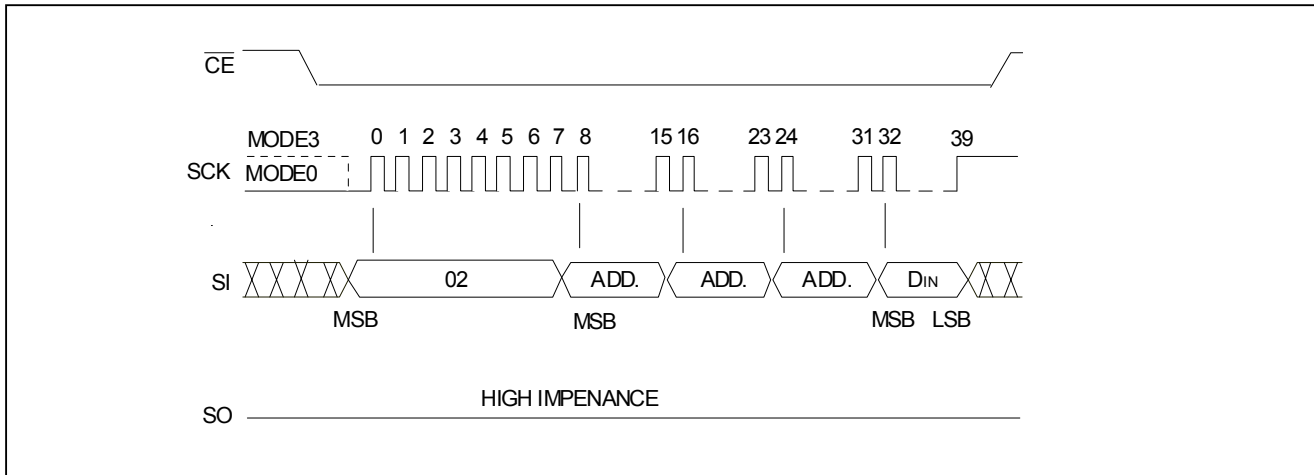 CE
MODE3 0 1 2 3 4 5 6 7 8 15 16 23 24 31 32 39
SCK MODE0
SI 02 ADD. ADD. ADD. DIN
MSB MSB MSB LSB
HIGH IMPENANCE
SO